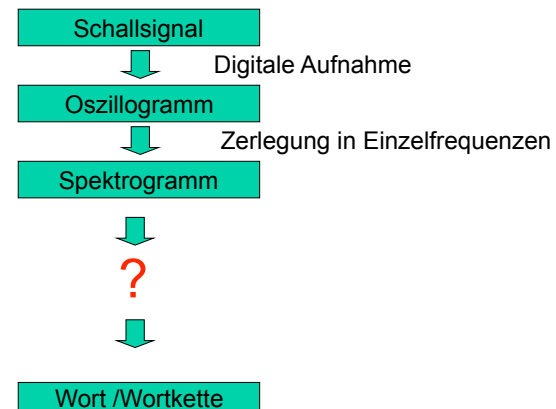 Schallsignal
Digitale Aufnahme
Oszillogramm
Zerlegung in Einzelfrequenzen
Spektrogramm
?
Wort /Wortkette